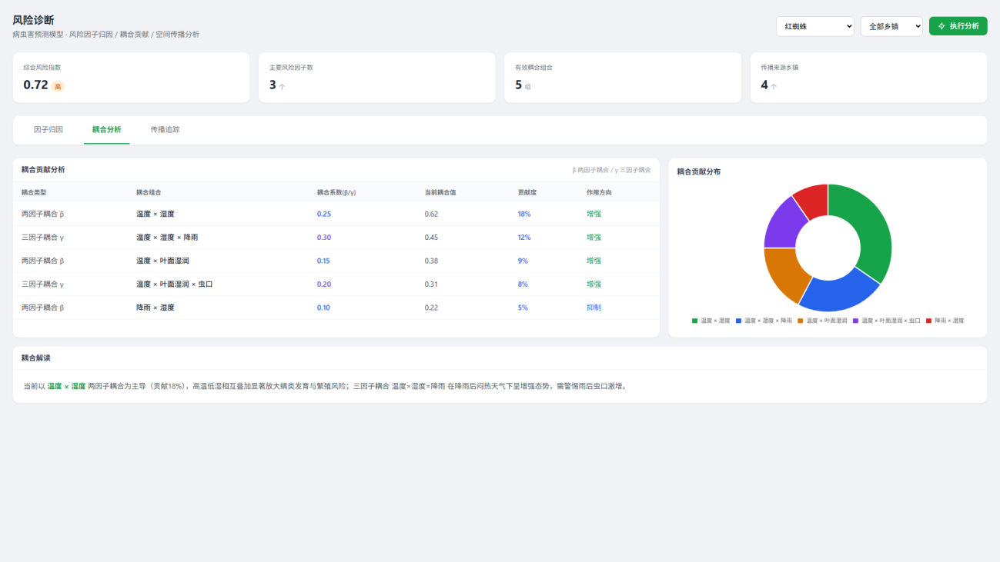 风险诊断
病虫害预测模型 · 风险因子归因 / 耦合贡献 / 空间传播分析
红蜘蛛
全部乡镇
执行分析
综合风险指数
0.72 高
主要风险因子数
3 个
有效耦合组合
5 组
传播来源乡镇
4 个
因子归因 耦合分析 传播追踪
耦合贡献分析 β 两因子耦合 / γ 三因子耦合
耦合类型 耦合组合 耦合系数(β/γ) 当前耦合值 贡献度 作用方向
两因子耦合 β 温度 × 湿度 0.25 0.62 18% 增强
三因子耦合 γ 温度 × 湿度 × 降雨 0.30 0.45 12% 增强
两因子耦合 β 温度 × 叶面湿润 0.15 0.38 9% 增强
三因子耦合 γ 温度 × 叶面湿润 × 虫口 0.20 0.31 8% 增强
两因子耦合 β 降雨 × 湿度 0.10 0.22 5% 抑制
耦合贡献分布
温度 × 湿度 温度 × 湿度 × 降雨 温度 × 叶面湿润 温度 × 叶面湿润 × 虫口 降雨 × 湿度
耦合解读
当前以 温度 × 湿度 两因子耦合为主导（贡献18%），高温低湿相互叠加显著放大螨类发育与繁殖风险；三因子耦合 温度×湿度×降雨 在降雨后闷热天气下呈增强态势，需警惕雨后虫口激增。